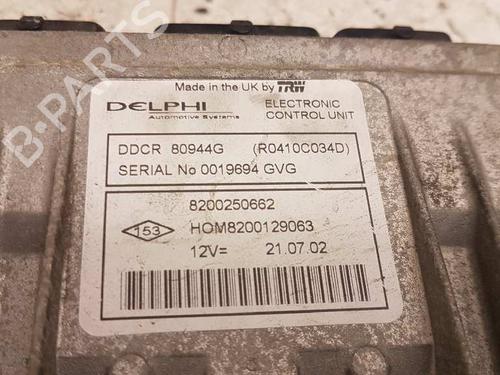 Made in the UK by TRW
DELPHI
Automotive Systems
ELECTRONIC
CONTROL UNIT
DDCR 80944G (R0410C034D)
SERIAL No 0019694 GVG
8200250662
153
HOM8200129063
12V= 21.07.02
B-PARTS